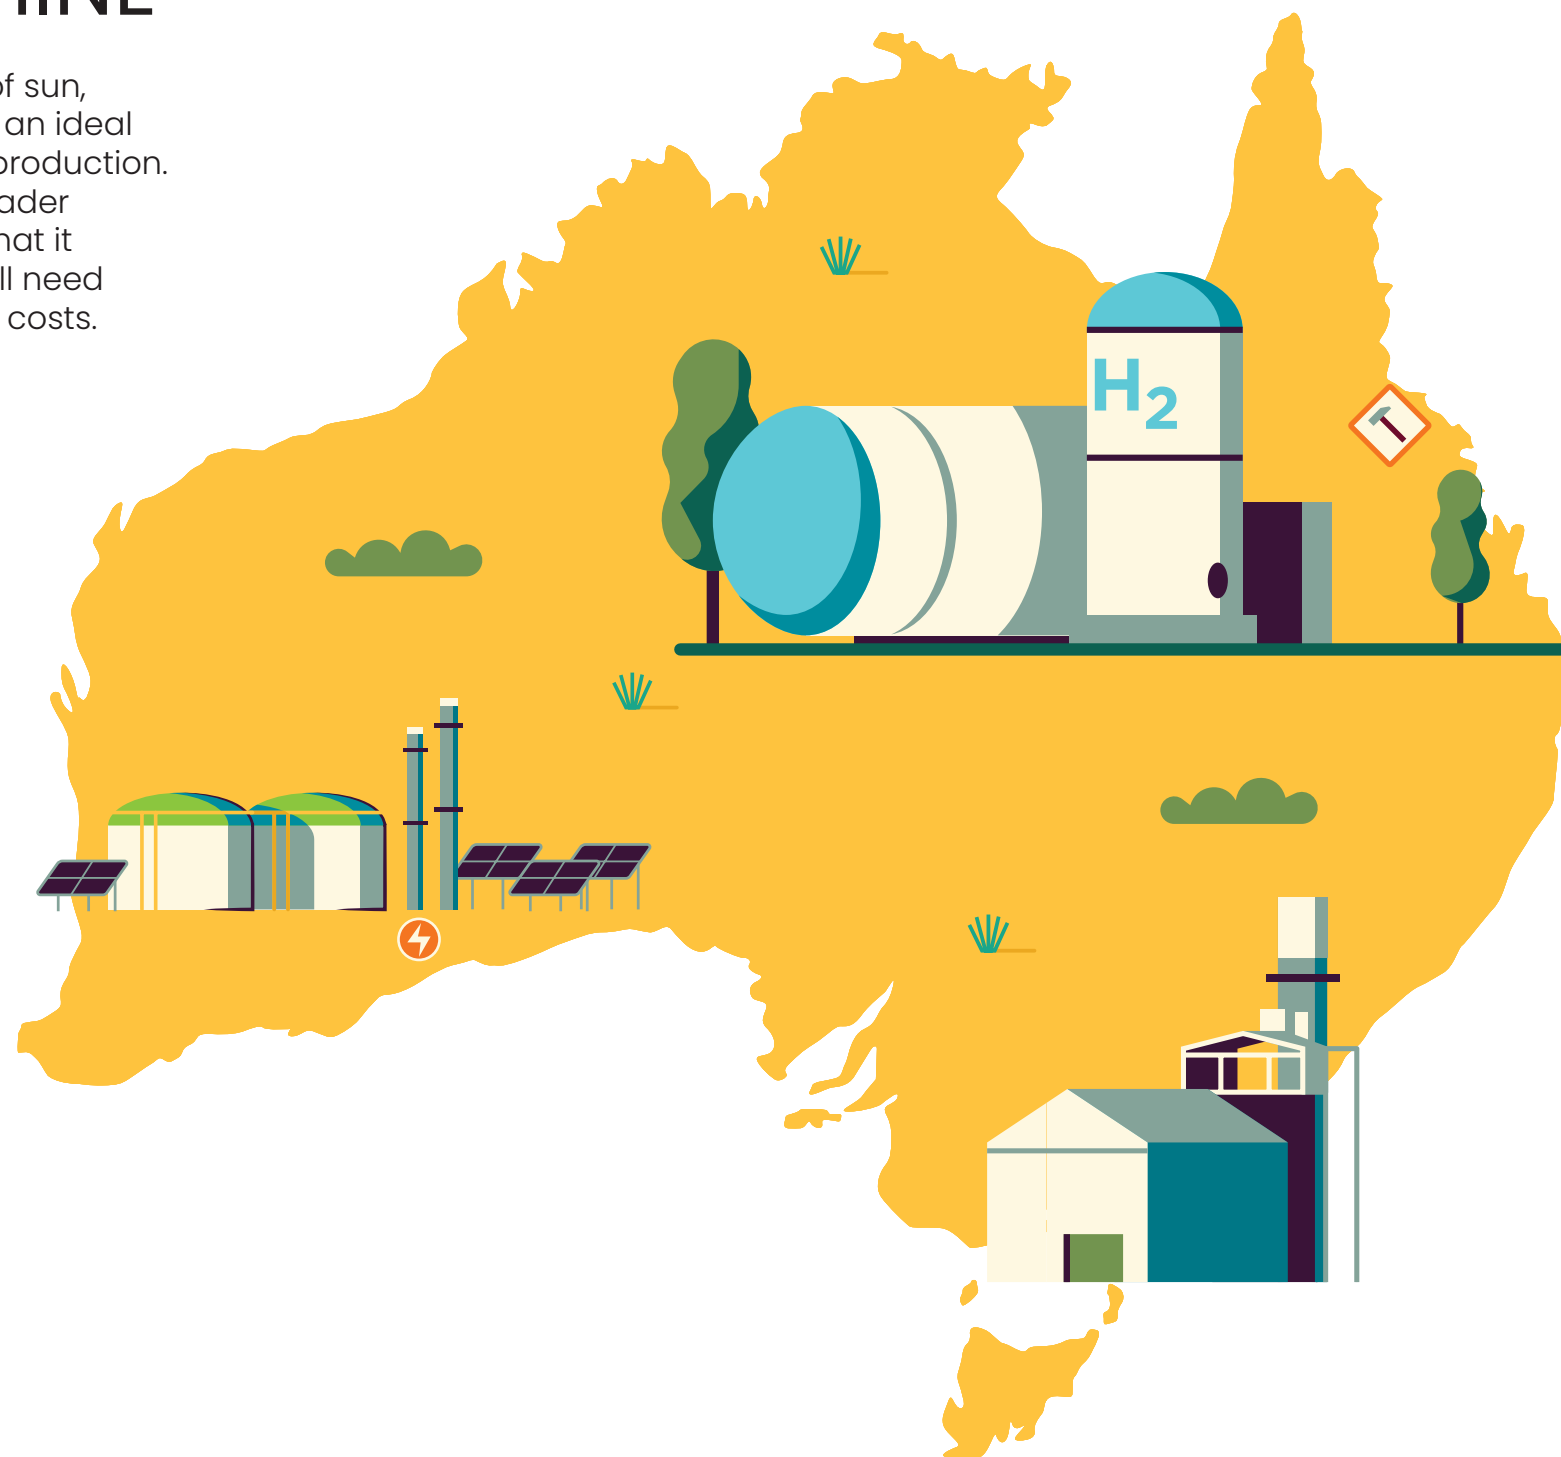 of sun,
an ideal
production.
ader
hat it
ll need
costs.
H2